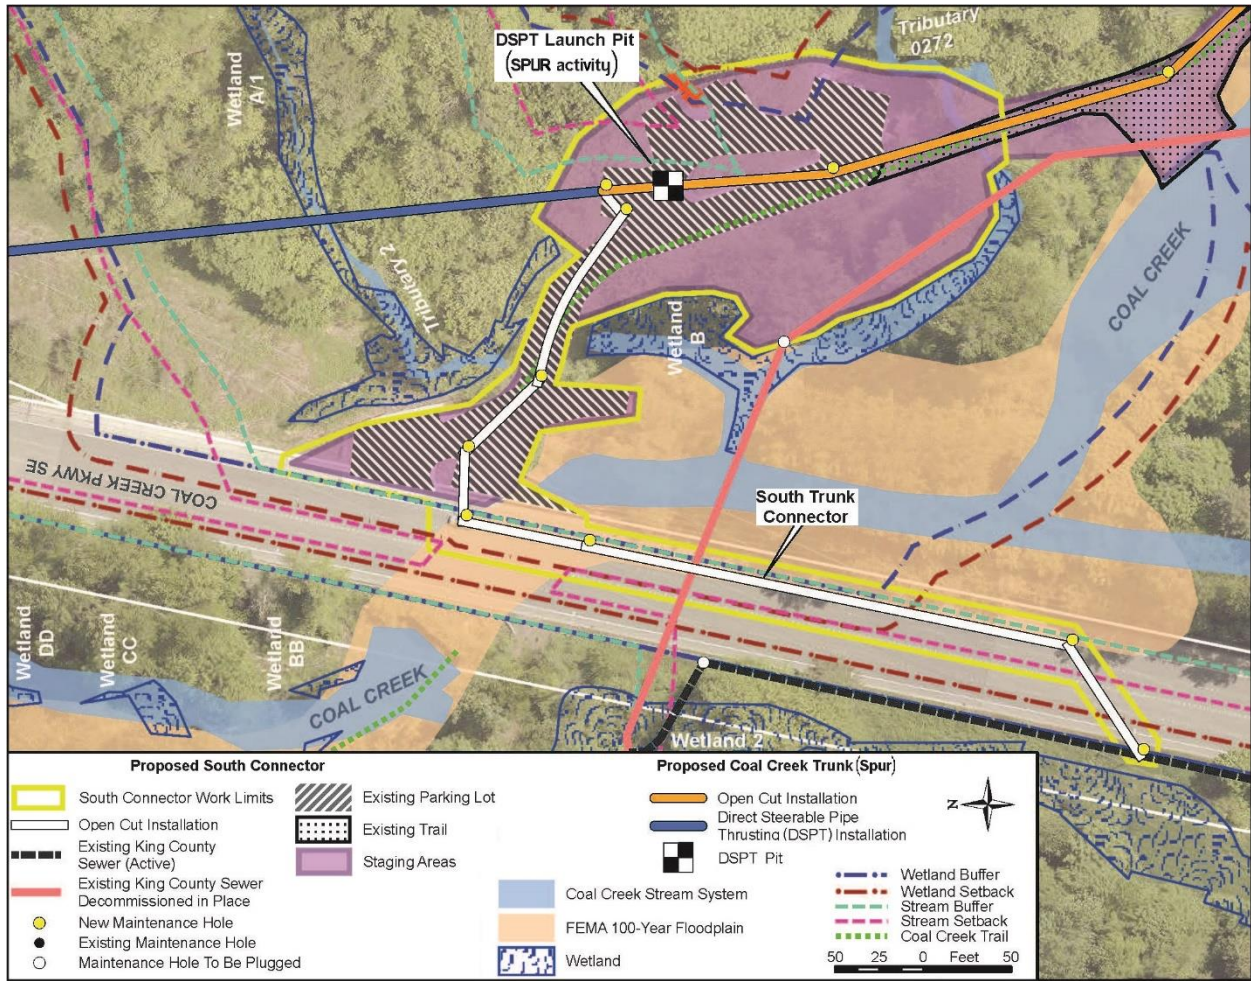 DSPT Launch Pit
(SPUR activity)
Tributary
0272
Wetland
A/1
Tributary 2
Wetland
B
COAL CREEK
COAL CREEK PKWY SE
South Trunk
Connector
Wetland
DD
Wetland
CC
Wetland
BB
COAL CREEK
Wetland 2
Proposed South Connector
South Connector Work Limits
Open Cut Installation
Existing King County
Sewer (Active)
Existing King County Sewer
Decommissioned in Place
New Maintenance Hole
Existing Maintenance Hole
Maintenance Hole To Be Plugged
Existing Parking Lot
Existing Trail
Staging Areas
Proposed Coal Creek Trunk (Spur)
Open Cut Installation
Direct Steerable Pipe
Thrusting (DSPT) Installation
DSPT Pit
N
Coal Creek Stream System
FEMA 100-Year Floodplain
Wetland
Wetland Buffer
Wetland Setback
Stream Buffer
Stream Setback
Coal Creek Trail
50 25 0 Feet 50